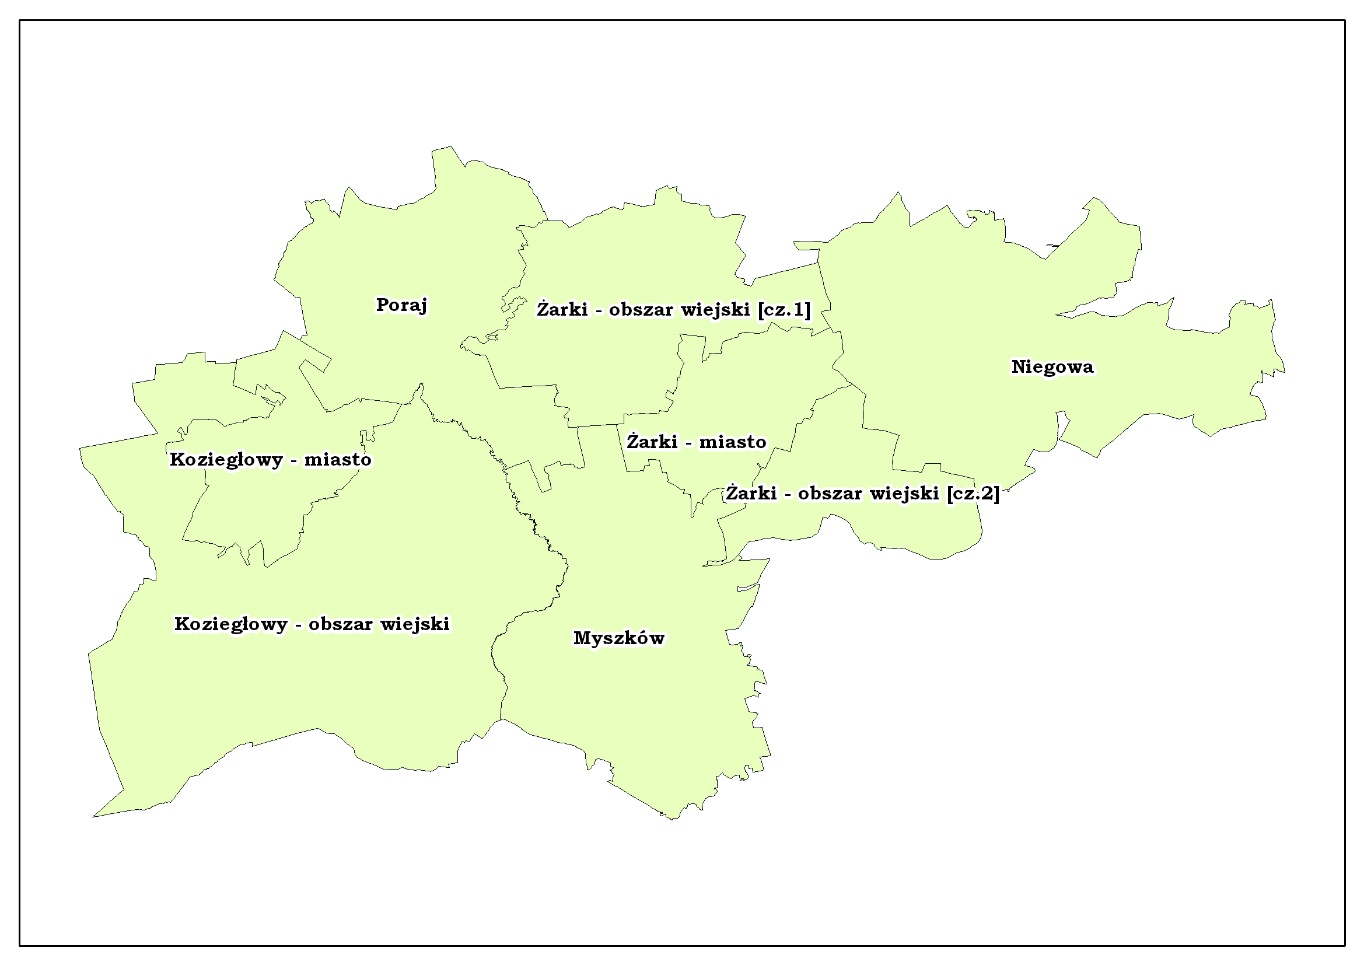 Poraj
Żarki - obszar wiejski [cz.1]
Niegowa
Żarki - miasto
Koziegłowy - miasto
Żarki - obszar wiejski [cz.2]
Koziegłowy - obszar wiejski
Myszków